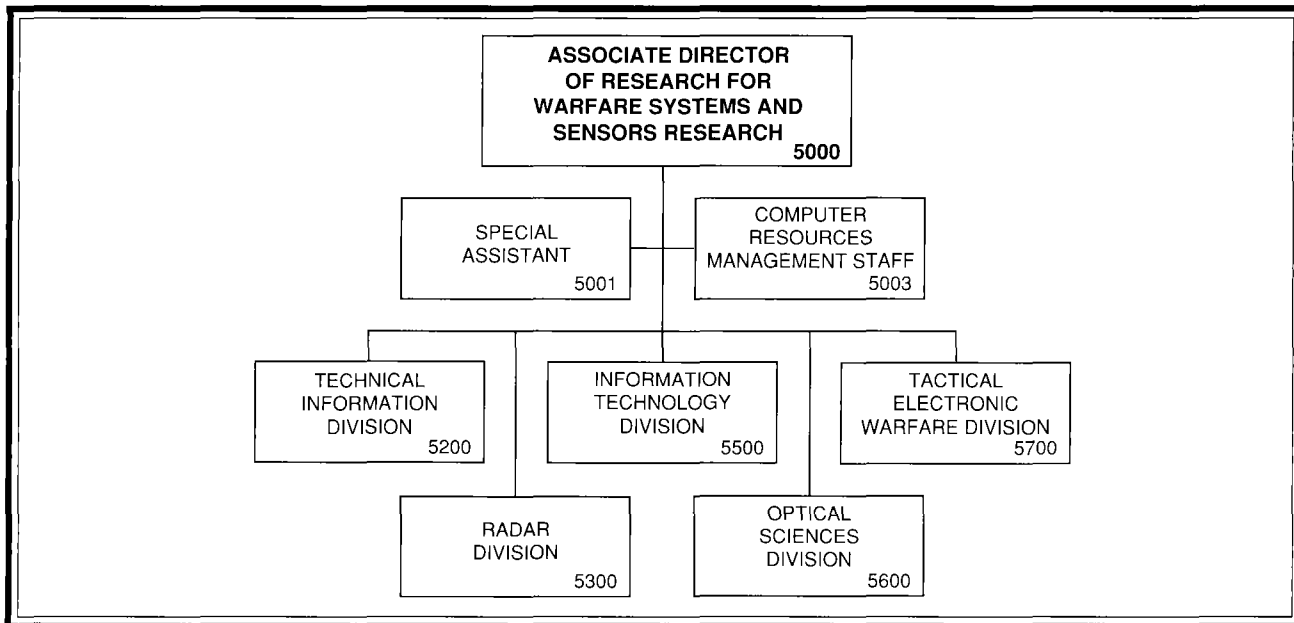 ASSOCIATE DIRECTOR
OF RESEARCH FOR
WARFARE SYSTEMS AND
SENSORS RESEARCH
5000
SPECIAL
ASSISTANT
5001
COMPUTER
RESOURCES
MANAGEMENT STAFF
5003
TECHNICAL
INFORMATION
DIVISION
5200
INFORMATION
TECHNOLOGY
DIVISION
5500
TACTICAL
ELECTRONIC
WARFARE DIVISION
5700
RADAR
DIVISION
5300
OPTICAL
SCIENCES
DIVISION
5600